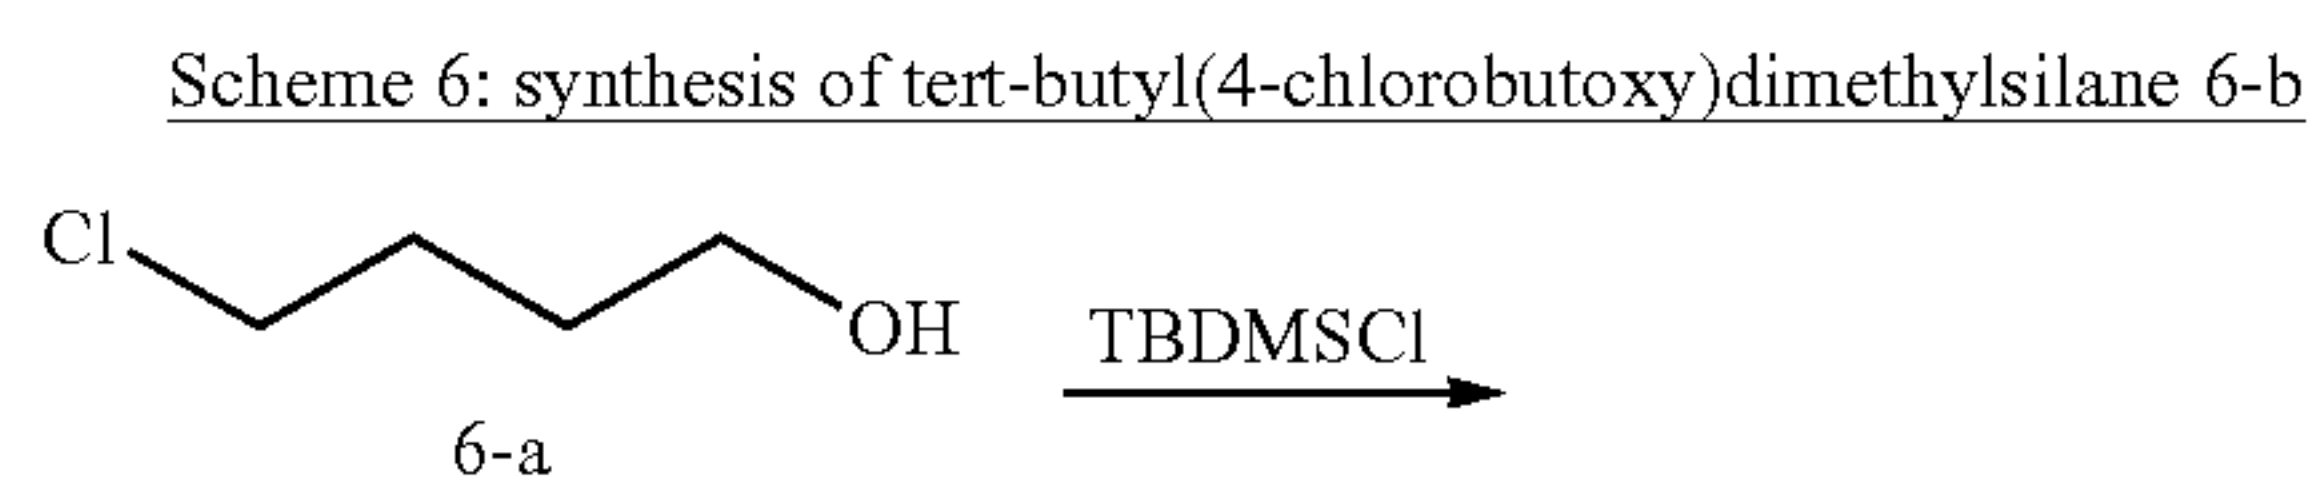 Scheme 6: synthesis of tert-butyl(4-chlorobutoxy)dimethylsilane 6-b
Cl
OH
TBDMSCl
6-a